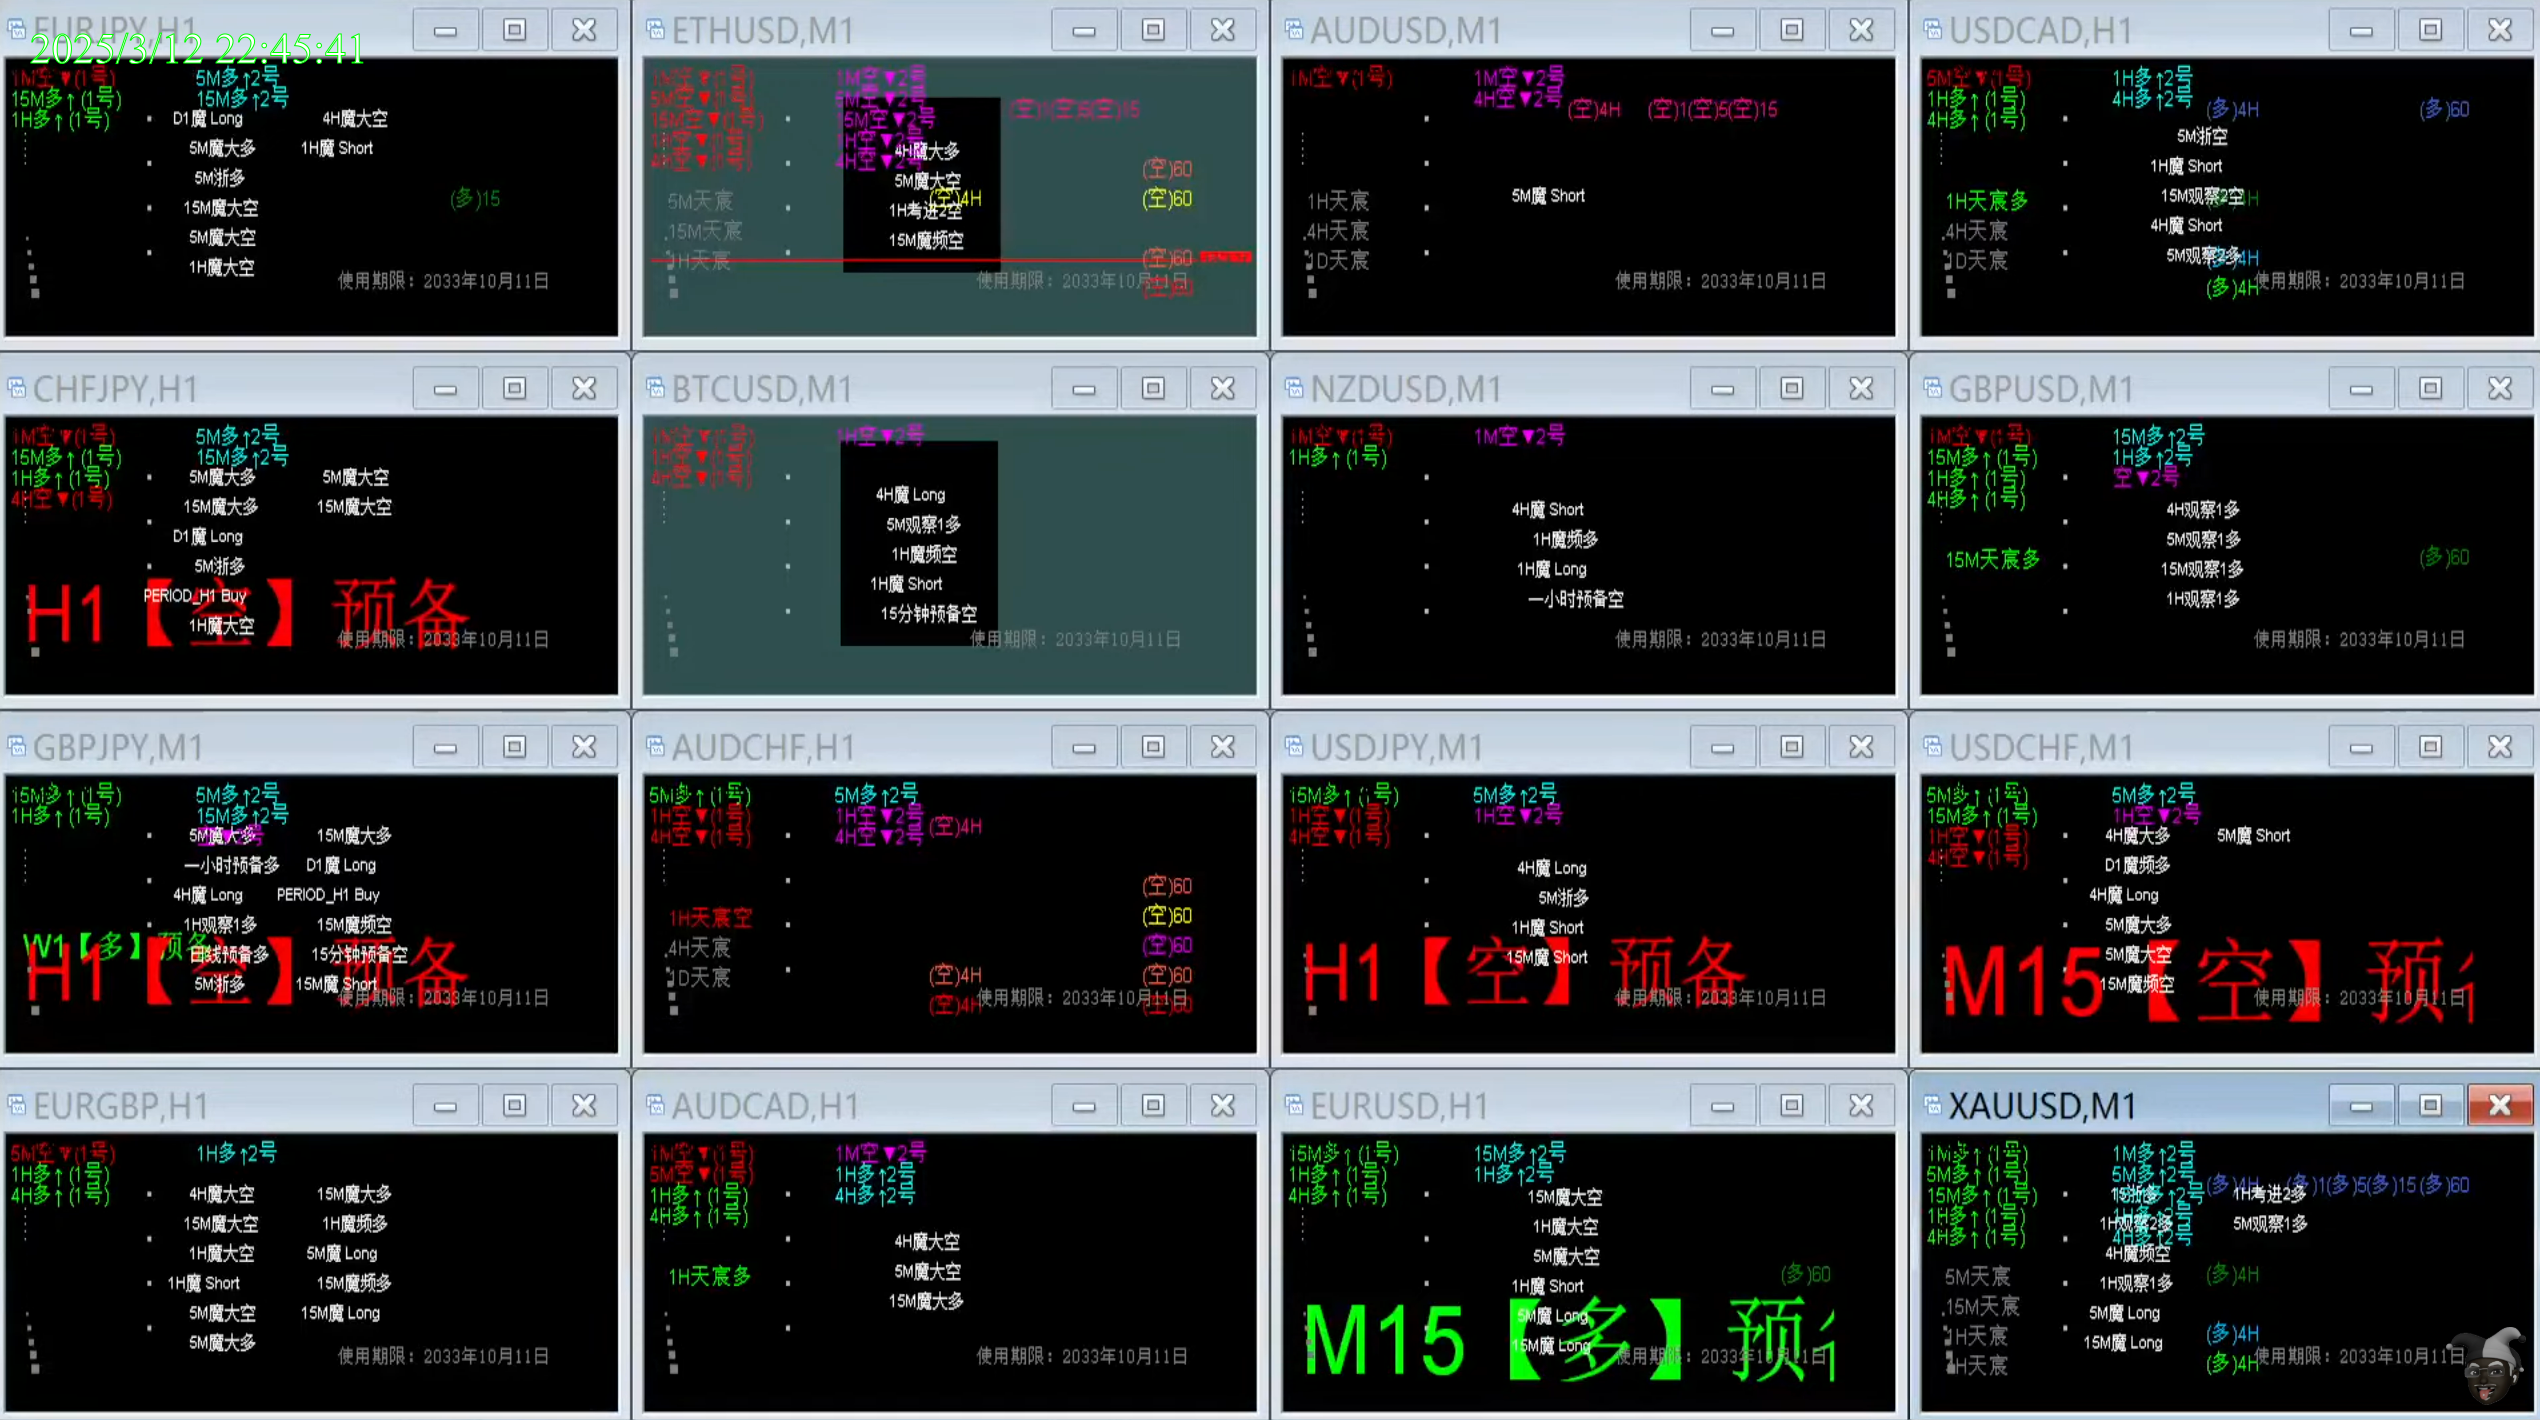 EURJPY,H1
2025/3/12 22:45:41
1M空▼(1号) 5M多↑2号
15M多↑(1号) 15M多↑2号
1H多↑(1号) D1魔 Long 4H魔大空
5M魔大多 1H魔 Short
5M浙多
15M魔大空 (多)15
5M魔大空
1H魔大空
使用期限：2033年10月11日
ETHUSD,M1
1M空▼(1号) 1M空▼2号
5M空▼(1号) 5M空▼2号
15M空▼(1号) 15M空▼2号 (空)1(空)5(空)15
1H空▼(1号) 1H空▼2号
4H空▼(1号) 4H空▼2号
4H魔大多
(空)60
5M魔大空
5M天宸 (空)4H (空)60
1H考进2空
15M天宸 15M魔频空
1H天宸 (空)60
使用期限：2033年10月11日
AUDUSD,M1
1M空▼(1号) 1M空▼2号
4H空▼2号 (空)4H (空)1(空)5(空)15
5M魔 Short
1H天宸
4H天宸
1D天宸
使用期限：2033年10月11日
USDCAD,H1
5M空▼(1号) 1H多↑2号
1H多↑(1号) 4H多↑2号
4H多↑(1号) (多)4H (多)60
5M浙空
1H魔 Short
1H天宸多 15M观察2空
4H天宸 4H魔 Short
1D天宸 5M观察2多 (多)4H
(多)4H 使用期限：2033年10月11日
CHFJPY,H1
1M空▼(1号) 5M多↑2号
15M多↑(1号) 15M多↑2号
1H多↑(1号) 5M魔大多 5M魔大空
4H空▼(1号) 15M魔大多 15M魔大空
D1魔 Long
5M浙多
PERIOD_H1 Buy
H1【空】预备
1H魔大空
使用期限：2033年10月11日
BTCUSD,M1
1M空▼(1号) 1H空▼2号
1H空▼(1号)
4H空▼(1号)
4H魔 Long
5M观察1多
1H魔频空
1H魔 Short
15分钟预备空
使用期限：2033年10月11日
NZDUSD,M1
1M空▼(1号) 1M空▼2号
1H多↑(1号)
4H魔 Short
1H魔频多
1H魔 Long
一小时预备空
使用期限：2033年10月11日
GBPUSD,M1
1M空▼(1号) 15M多↑2号
15M多↑(1号) 1H多↑2号
1H多↑(1号) 空▼2号
4H多↑(1号)
4H观察1多
5M观察1多
15M天宸多 (多)60
15M观察1多
1H观察1多
使用期限：2033年10月11日
GBPJPY,M1
15M多↑(1号) 5M多↑2号
1H多↑(1号) 15M多↑2号
5M魔大多 15M魔大多
一小时预备多 D1魔 Long
4H魔 Long PERIOD_H1 Buy
1H观察1多 15M魔频空
W1【多】预备
日线预备多 15分钟预备空
H1【空】预备
5M浙多 15M魔 Short
使用期限：2033年10月11日
AUDCHF,H1
5M多↑(1号) 5M多↑2号
1H空▼(1号) 1H空▼2号
4H空▼(1号) 4H空▼2号 (空)4H
(空)60
1H天宸空 (空)60
4H天宸 (空)60
1D天宸 (空)4H (空)60
(空)4H 使用期限：2033年10月11日
USDJPY,M1
15M多↑(1号) 5M多↑2号
1H空▼(1号) 1H空▼2号
4H空▼(1号)
4H魔 Long
5M浙多
1H魔 Short
15M魔 Short
H1【空】预备
使用期限：2033年10月11日
USDCHF,M1
5M多↑(1号) 5M多↑2号
15M多↑(1号) 1H空▼2号
1H空▼(1号) 4H魔大多 5M魔 Short
4H空▼(1号) D1魔频多
4H魔 Long
5M魔大多
5M魔大空
M15【空】预
15M魔频空
使用期限：2033年10月11日
EURGBP,H1
5M空▼(1号) 1H多↑2号
1H多↑(1号)
4H多↑(1号) 4H魔大空 15M魔大多
15M魔大空 1H魔频多
1H魔大空 5M魔 Long
1H魔 Short 15M魔频多
5M魔大空 15M魔 Long
5M魔大多
使用期限：2033年10月11日
AUDCAD,H1
1M空▼(1号) 1M空▼2号
5M空▼(1号) 1H多↑2号
1H多↑(1号) 4H多↑2号
4H多↑(1号)
4H魔大空
1H天宸多 5M魔大空
15M魔大多
使用期限：2033年10月11日
EURUSD,H1
15M多↑(1号) 15M多↑2号
1H多↑(1号) 1H多↑2号
4H多↑(1号) 15M魔大空
1H魔大空
5M魔大空
(多)60
1H魔 Short
5M魔 Long
M15【多】预
15M魔 Long
使用期限：2033年10月11日
XAUUSD,M1
1M多↑(1号) 1M多↑2号
5M多↑(1号) 5M多↑2号
15M多↑(1号) (多)4H (多)1(多)5(多)15(多)60
1H考进2多
1H多↑(1号) 1H观察2多 5M观察1多
4H多↑(1号) 4H多↑2号
4H魔频空
5M天宸 1H观察1多 (多)4H
15M天宸 5M魔 Long
1H天宸 15M魔 Long (多)4H
4H天宸 (多)4H 使用期限：2033年10月11日